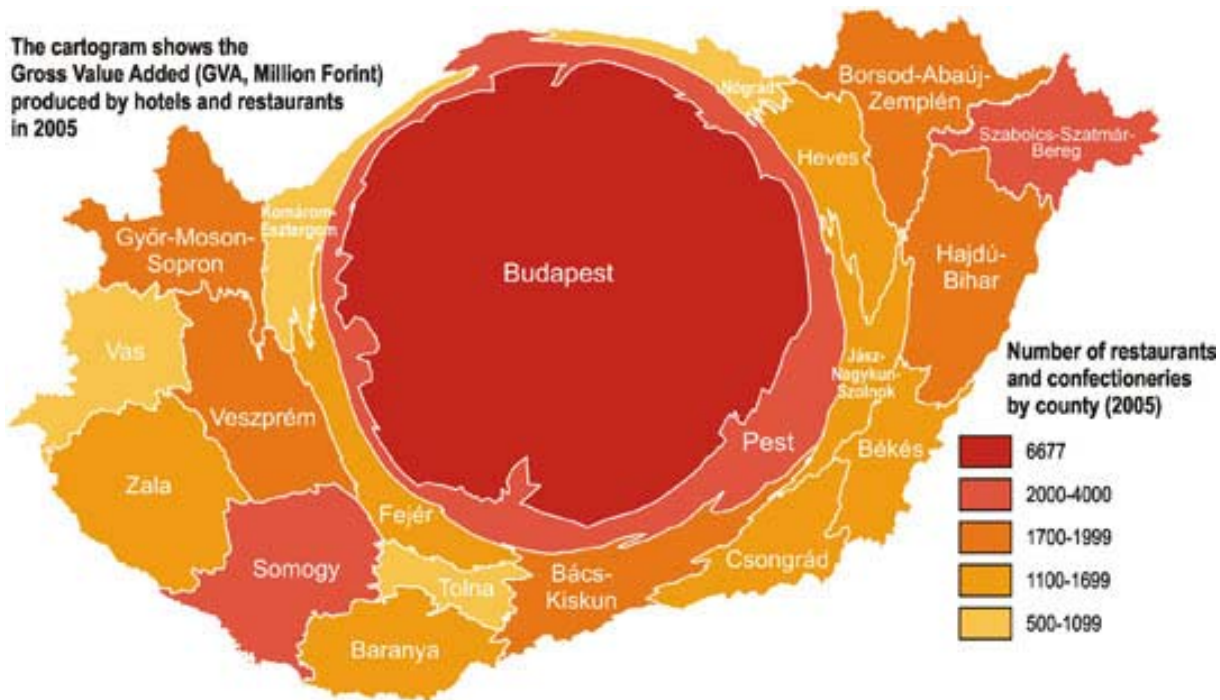 The cartogram shows the
Gross Value Added (GVA, Million Forint)
produced by hotels and restaurants
in 2005
Nógrád
Borsod-Abaúj-
Zemplén
Szabolcs-Szatmár-
Bereg
Heves
Komárom-
Esztergom
Győr-Moson-
Sopron
Budapest
Hajdú-
Bihar
Vas
Veszprém
Jász-
Nagykun-
Szolnok
Pest
Békés
Zala
Fejér
Csongrád
Somogy
Tolna
Bács-
Kiskun
Baranya
Number of restaurants
and confectioneries
by county (2005)
6677
2000-4000
1700-1999
1100-1699
500-1099